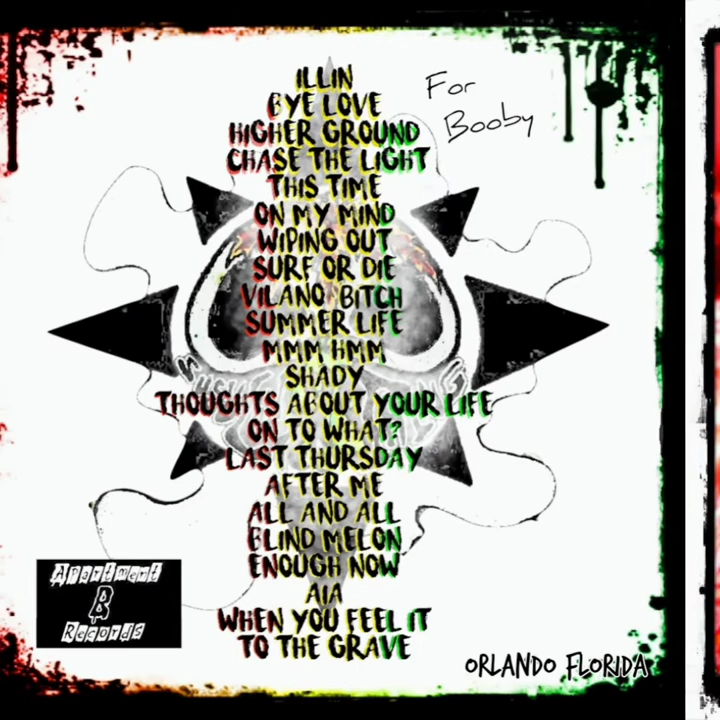 ILLIN
BYE LOVE
HIGHER GROUND
CHASE THE LIGHT
THIS TIME
ON MY MIND
WIPING OUT
SURF OR DIE
VILANO BITCH
SUMMER LIFE
MMM HMM
SHADY
THOUGHTS ABOUT YOUR LIFE
ON TO WHAT?
LAST THURSDAY
AFTER ME
ALL AND ALL
BLIND MELON
ENOUGH NOW
AIA
WHEN YOU FEEL IT
TO THE GRAVE
For
Booby
Apartment
B
Records
ORLANDO FLORIDA